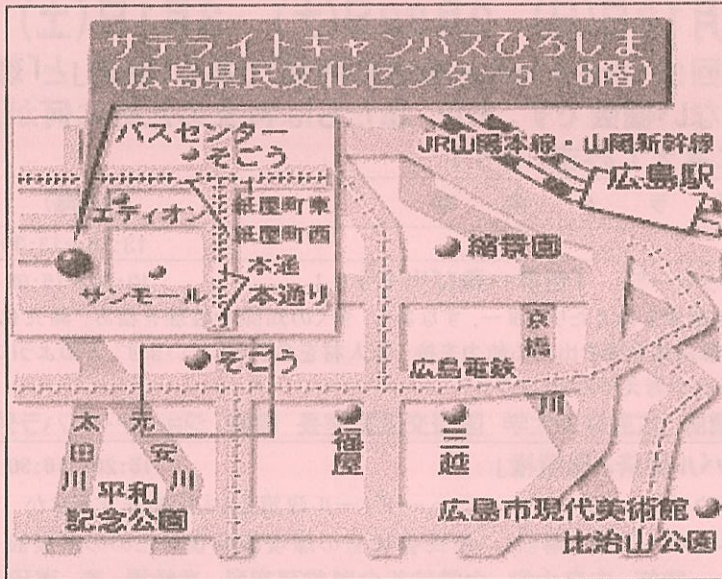 サテライトキャンパスひろしま
(広島県民文化センター5・6階)
バスセンター
そごう
エディオン
紙屋町東
紙屋町西
本通
本通り
サンモール
JR山陽本線・山陽新幹線
広島駅
縮景園
京橋川
広島電鉄
そごう
福屋
三越
太田川
元安川
平和
記念公園
広島市現代美術館
比治山公園